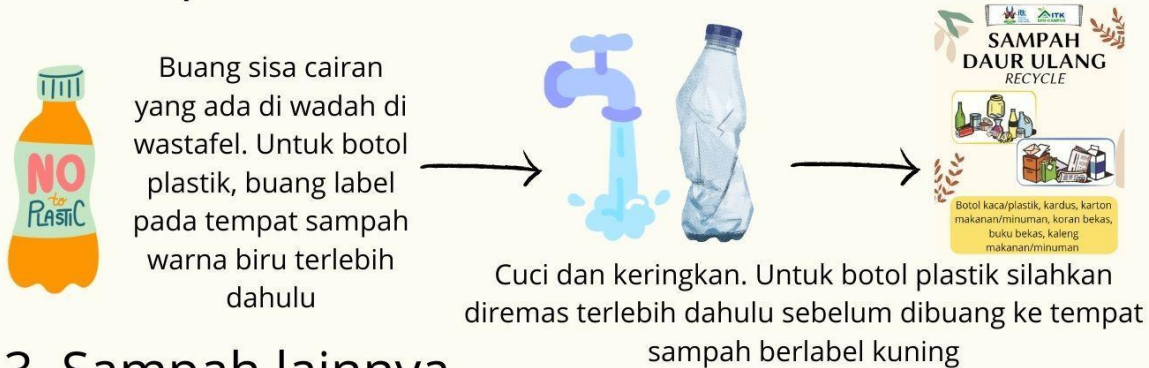 NO
to
PLASTIC
Buang sisa cairan
yang ada di wadah di
wastafel. Untuk botol
plastik, buang label
pada tempat sampah
warna biru terlebih
dahulu
ITK
SAMPAH
DAUR ULANG
RECYCLE
Botol kaca/plastik, kardus, karton
makanan/minuman, koran bekas,
buku bekas, kaleng
makanan/minuman
Cuci dan keringkan. Untuk botol plastik silahkan
diremas terlebih dahulu sebelum dibuang ke tempat
sampah berlabel kuning
3. Sampah lainnya